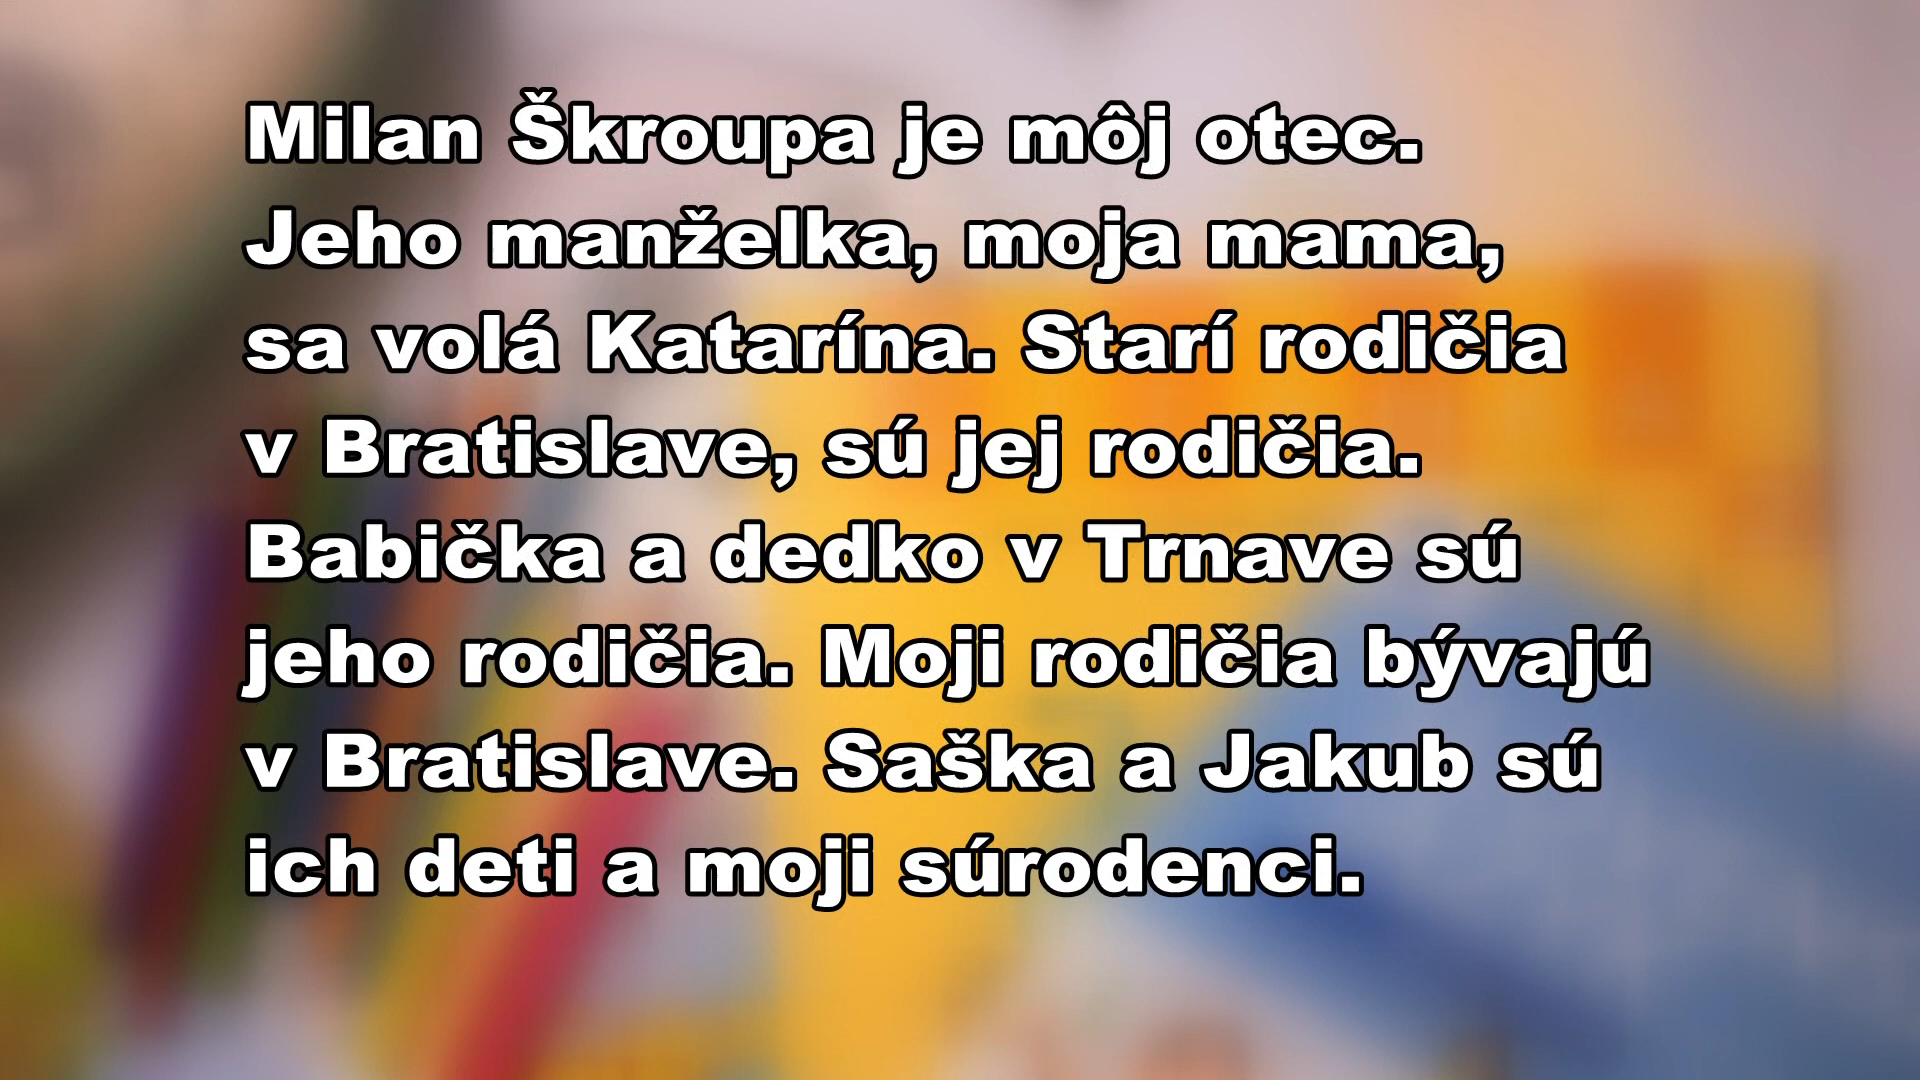 Milan Škroupa je môj otec.
Jeho manželka, moja mama,
sa volá Katarína. Starí rodičia
v Bratislave, sú jej rodičia.
Babička a dedko v Trnave sú
jeho rodičia. Moji rodičia bývajú
v Bratislave. Saška a Jakub sú
ich deti a moji súrodenci.